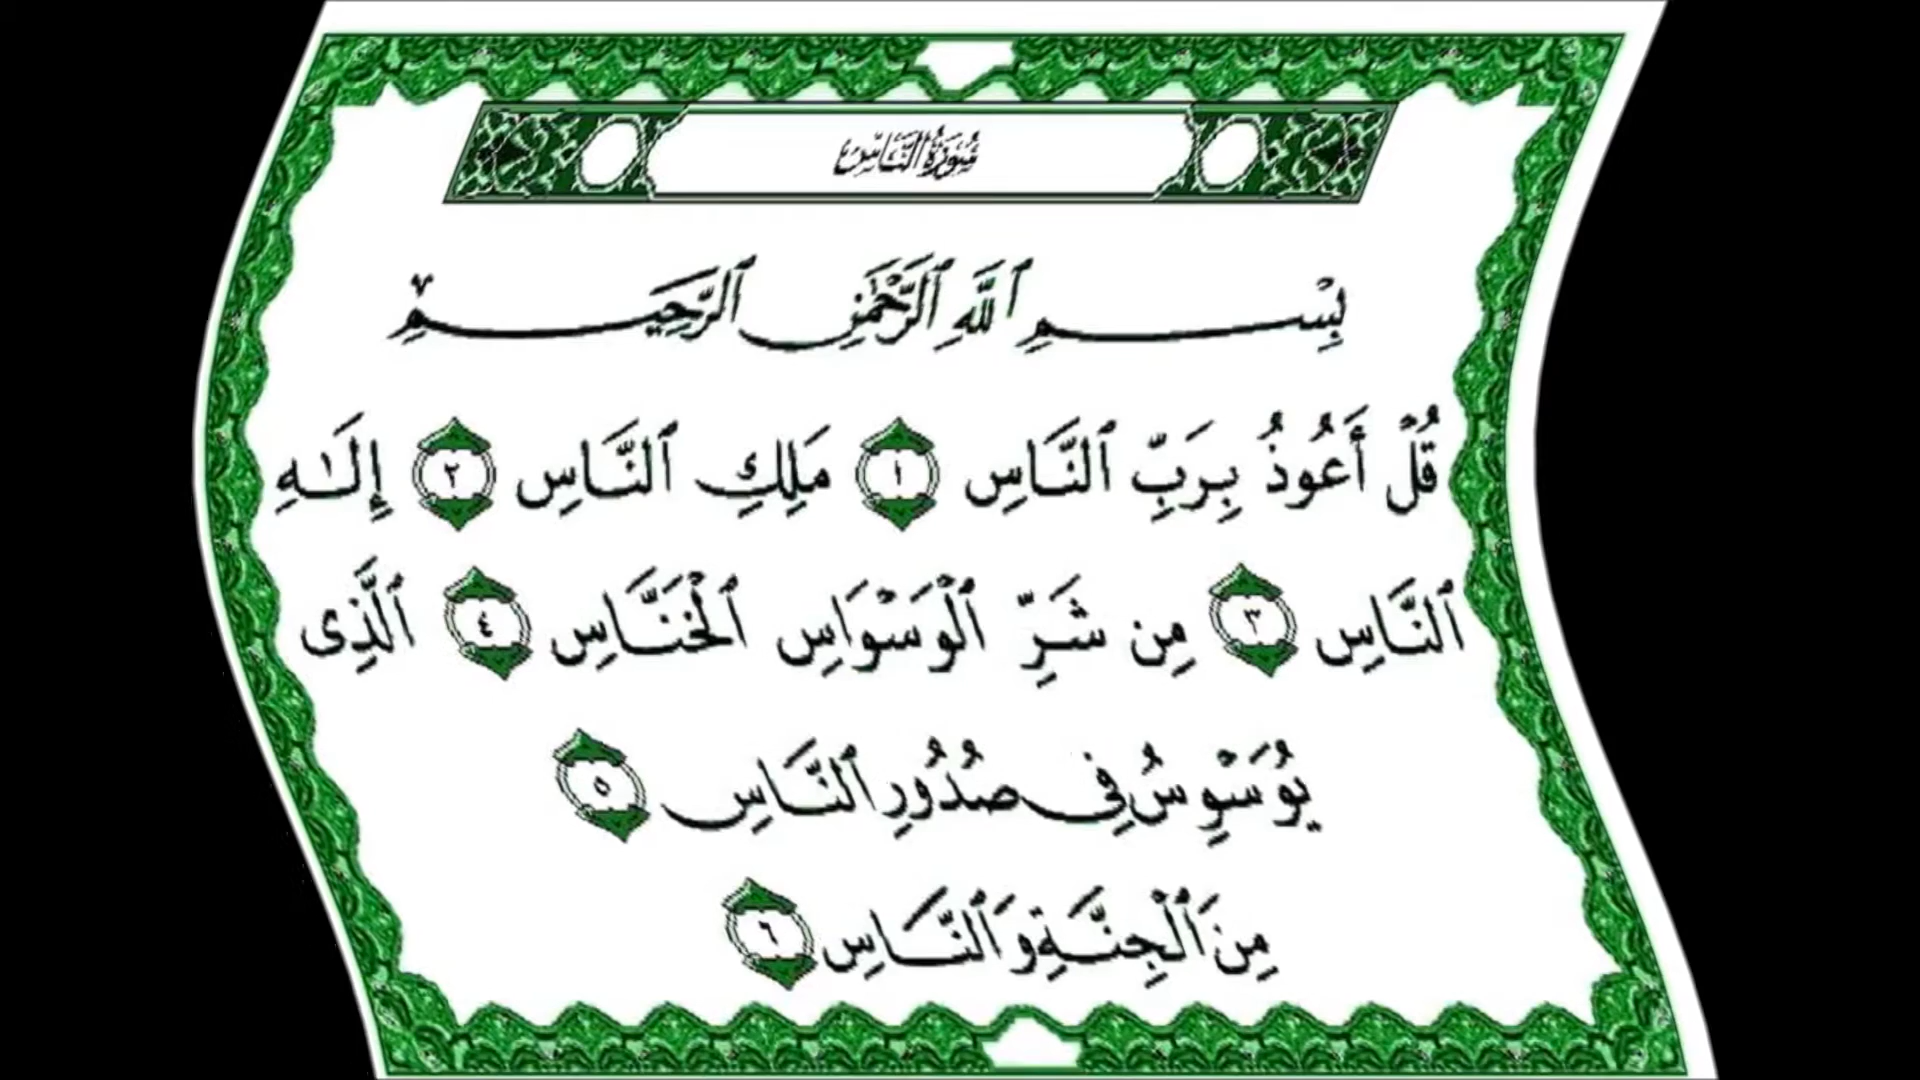 سُورَةُ النَّاسِ
بِسْمِ ٱللَّهِ ٱلرَّحْمَٰنِ ٱلرَّحِيمِ
قُلْ أَعُوذُ بِرَبِّ ٱلنَّاسِ ١ مَلِكِ ٱلنَّاسِ ٢ إِلَٰهِ
ٱلنَّاسِ ٣ مِن شَرِّ ٱلْوَسْوَاسِ ٱلْخَنَّاسِ ٤ ٱلَّذِى
يُوَسْوِسُ فِى صُدُورِ ٱلنَّاسِ ٥
مِنَ ٱلْجِنَّةِ وَٱلنَّاسِ ٦